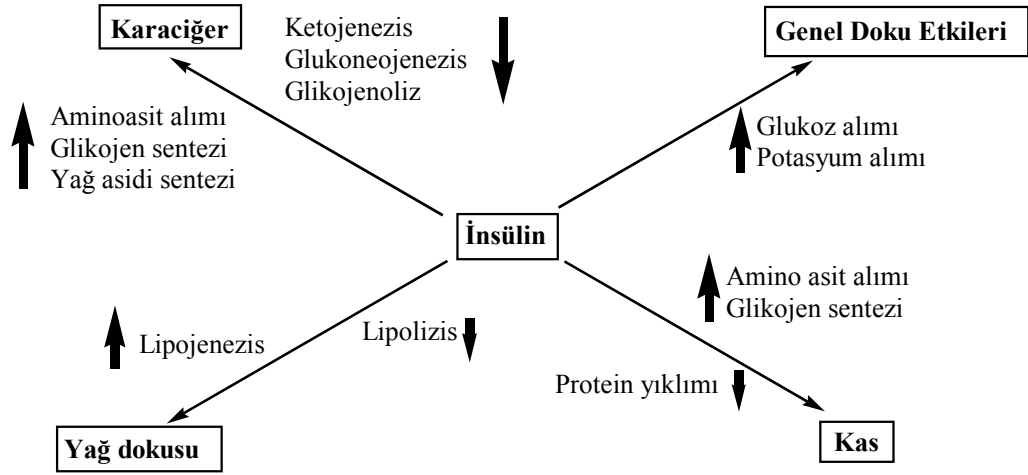 Karaciğer
Ketojenezis
Glukoneojenezis
Glikojenoliz
Genel Doku Etkileri
Aminoasit alımı
Glikojen sentezi
Yağ asidi sentezi
Glukoz alımı
Potasyum alımı
İnsülin
Amino asit alımı
Glikojen sentezi
Lipojenezis
Lipolizis
Protein yıklımı
Yağ dokusu
Kas